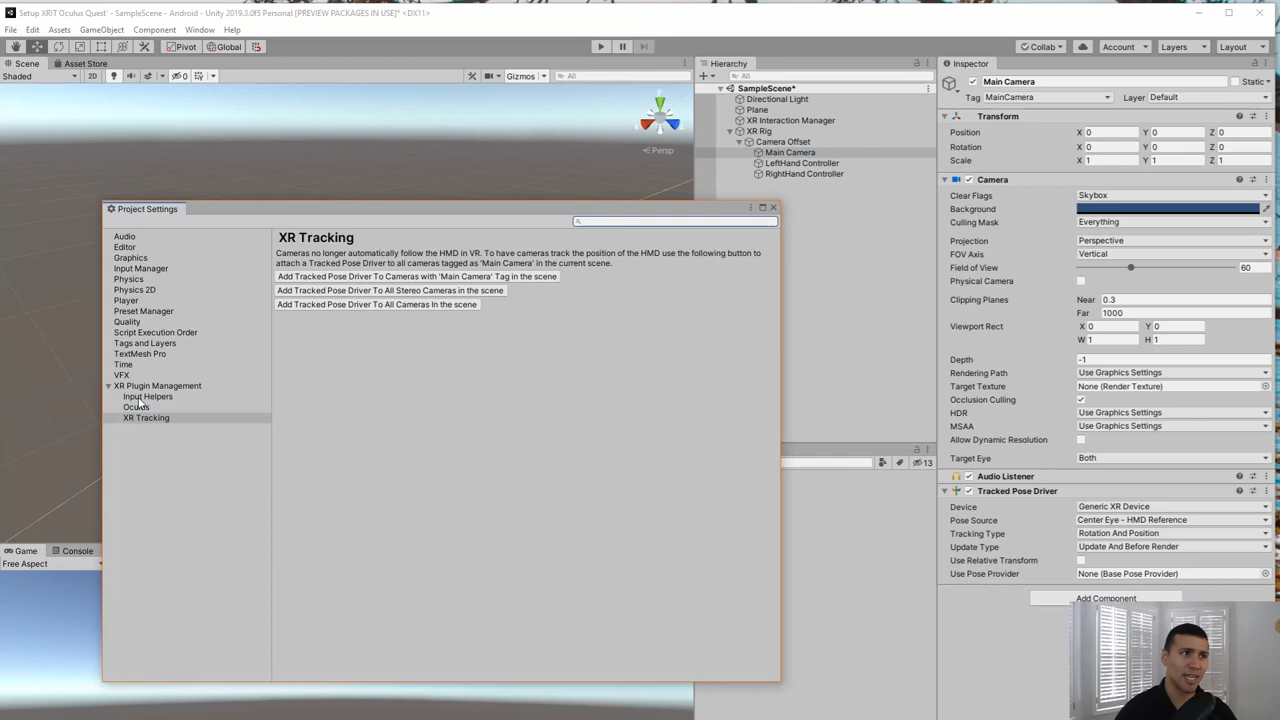 Setup XRIT Oculus Quest - SampleScene - Android - Unity 2019.3.0f5 Personal [PREVIEW PACKAGES IN USE]* <DX11>
File Edit Assets GameObject Component Window Help
Pivot Global Collab Account Layers Layout
Scene Asset Store
Shaded 2D Gizmos All
Persp
Game Console
Free Aspect
Hierarchy
All
SampleScene*
Directional Light
Plane
XR Interaction Manager
XR Rig
Camera Offset
Main Camera
LeftHand Controller
RightHand Controller
13
Project Settings
Audio
Editor
Graphics
Input Manager
Physics
Physics 2D
Player
Preset Manager
Quality
Script Execution Order
Tags and Layers
TextMesh Pro
Time
VFX
XR Plugin Management
Input Helpers
Oculus
XR Tracking
XR Tracking
Cameras no longer automatically follow the HMD in VR. To have cameras track the position of the HMD use the following button to
attach a Tracked Pose Driver to all cameras tagged as 'Main Camera' in the current scene.
Add Tracked Pose Driver To Cameras with 'Main Camera' Tag in the scene
Add Tracked Pose Driver To All Stereo Cameras in the scene
Add Tracked Pose Driver To All Cameras In the scene
Inspector
Main Camera Static
Tag MainCamera Layer Default
Transform
Position X 0 Y 0 Z 0
Rotation X 0 Y 0 Z 0
Scale X 1 Y 1 Z 1
Camera
Clear Flags Skybox
Background
Culling Mask Everything
Projection Perspective
FOV Axis Vertical
Field of View 60
Physical Camera
Clipping Planes Near 0.3
Far 1000
Viewport Rect X 0 Y 0
W 1 H 1
Depth -1
Rendering Path Use Graphics Settings
Target Texture None (Render Texture)
Occlusion Culling
HDR Use Graphics Settings
MSAA Use Graphics Settings
Allow Dynamic Resolution
Target Eye Both
Audio Listener
Tracked Pose Driver
Device Generic XR Device
Pose Source Center Eye - HMD Reference
Tracking Type Rotation And Position
Update Type Update And Before Render
Use Relative Transform
Use Pose Provider None (Base Pose Provider)
Add Component